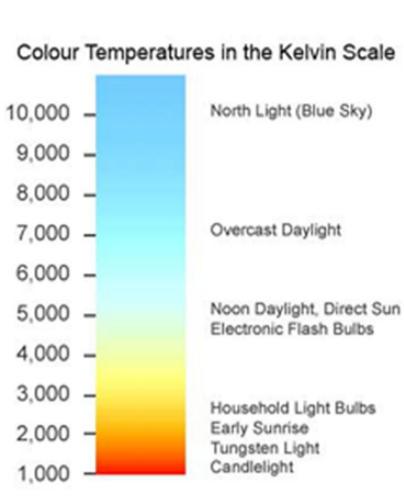 Colour Temperatures in the Kelvin Scale
10,000 North Light (Blue Sky)
9,000
8,000
7,000 Overcast Daylight
6,000
5,000 Noon Daylight, Direct Sun
Electronic Flash Bulbs
4,000
3,000
Household Light Bulbs
2,000 Early Sunrise
Tungsten Light
1,000 Candlelight